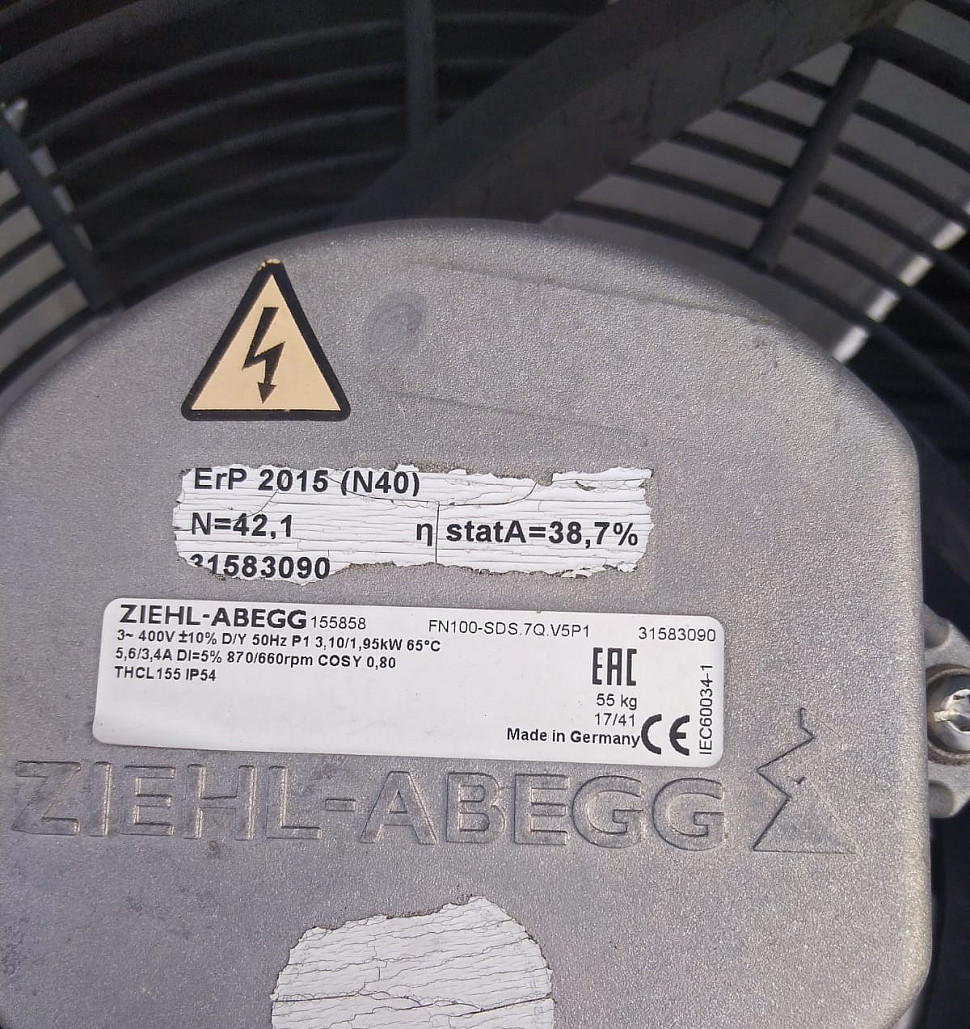 ErP 2015 (N40)
N=42,1 η statA=38,7%
31583090
ZIEHL-ABEGG 155858 FN100-SDS.7Q.V5P1 31583090
3~ 400V ±10% D/Y 50Hz P1 3,10/1,95kW 65°C
5,6/3,4A DI=5% 870/660rpm COSY 0,80
THCL155 IP54
EAC
55 kg
17/41
Made in Germany CE
IEC60034-1
ZIEHL-ABEGG